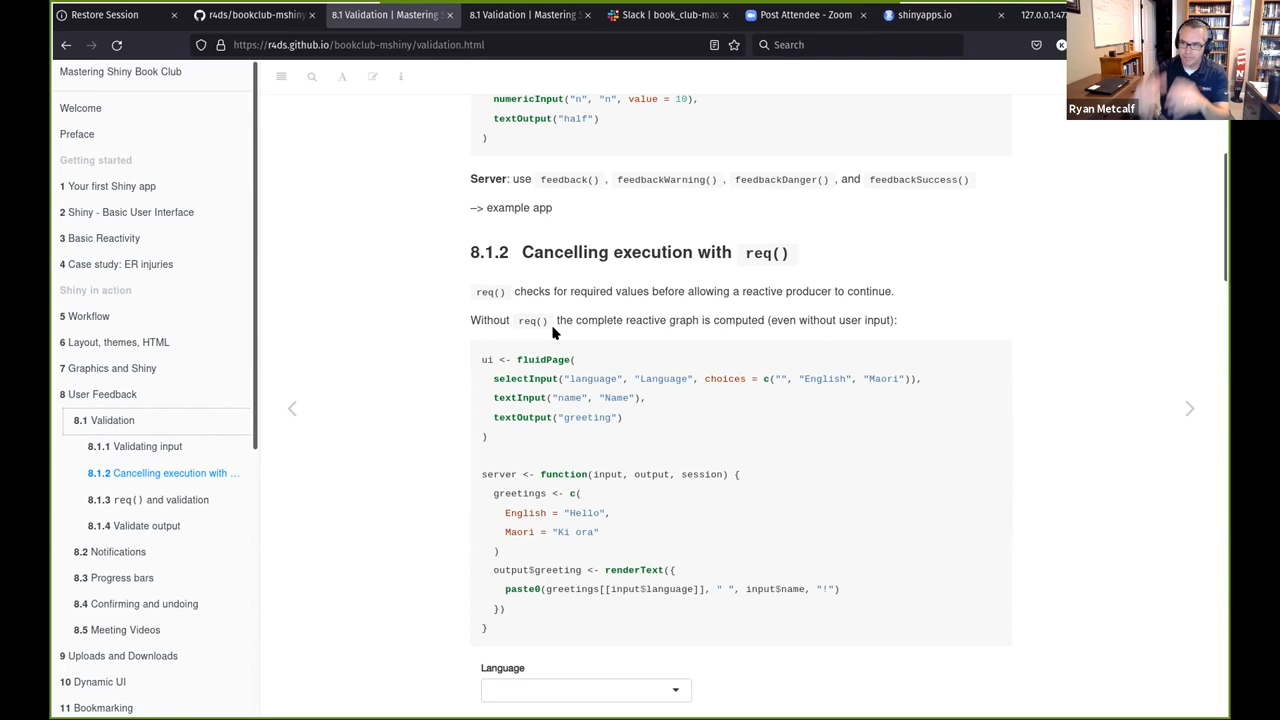 Restore Session
r4ds/bookclub-mshiny:
8.1 Validation | Mastering S
8.1 Validation | Mastering S
Slack | book_club-mas
Post Attendee - Zoom
shinyapps.io
127.0.0.1:47
https://r4ds.github.io/bookclub-mshiny/validation.html
Search
Ryan Metcalf
Mastering Shiny Book Club
Welcome
Preface
Getting started
1 Your first Shiny app
2 Shiny - Basic User Interface
3 Basic Reactivity
4 Case study: ER injuries
Shiny in action
5 Workflow
6 Layout, themes, HTML
7 Graphics and Shiny
8 User Feedback
8.1 Validation
8.1.1 Validating input
8.1.2 Cancelling execution with …
8.1.3 req() and validation
8.1.4 Validate output
8.2 Notifications
8.3 Progress bars
8.4 Confirming and undoing
8.5 Meeting Videos
9 Uploads and Downloads
10 Dynamic UI
11 Bookmarking
numericInput("n", "n", value = 10),
textOutput("half")
)
Server: use feedback() , feedbackWarning() , feedbackDanger() , and feedbackSuccess()
–> example app
8.1.2 Cancelling execution with req()
req() checks for required values before allowing a reactive producer to continue.
Without req() the complete reactive graph is computed (even without user input):
ui <- fluidPage(
selectInput("language", "Language", choices = c("", "English", "Maori")),
textInput("name", "Name"),
textOutput("greeting")
)
server <- function(input, output, session) {
greetings <- c(
English = "Hello",
Maori = "Ki ora"
)
output$greeting <- renderText({
paste0(greetings[[input$language]], " ", input$name, "!")
})
}
Language